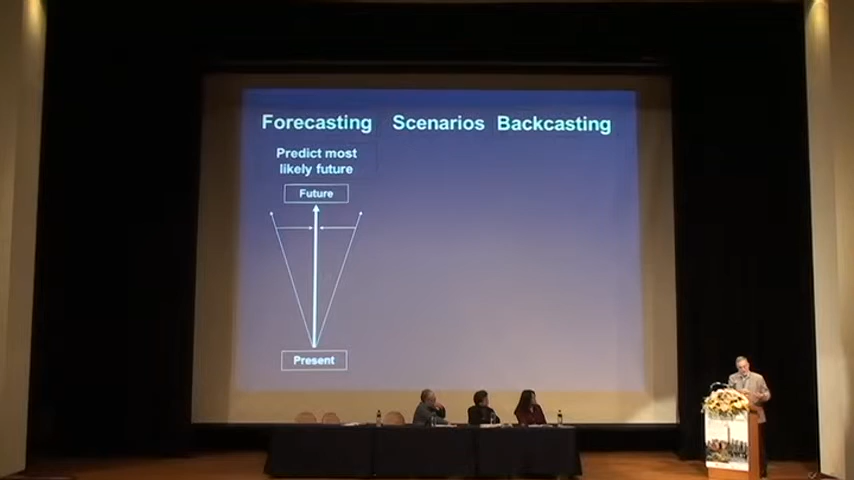 Forecasting Scenarios Backcasting
Predict most
likely future
Future
Present